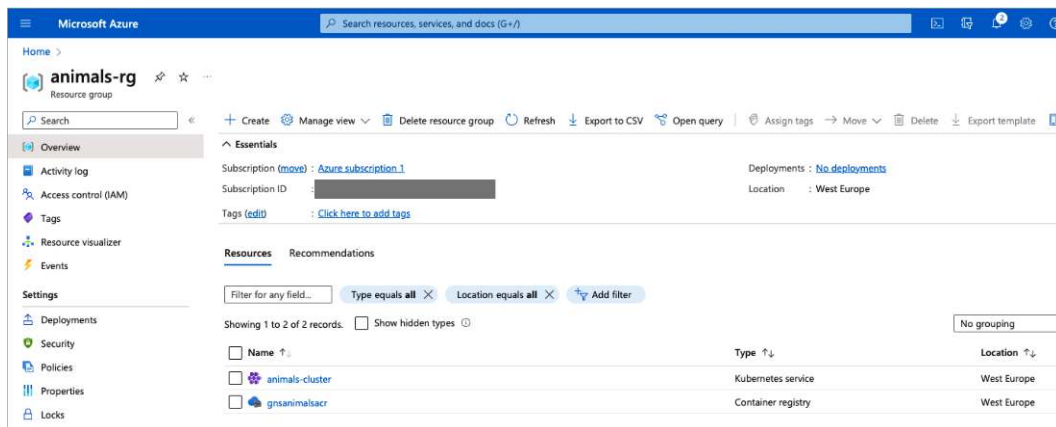 Microsoft Azure
Search resources, services, and docs (G+/)
2
Home >
animals-rg
Resource group
Search
«
+ Create Manage view Delete resource group Refresh Export to CSV Open query Assign tags Move Delete Export template
Overview
Activity log
Access control (IAM)
Tags
Resource visualizer
Events
Settings
Deployments
Security
Policies
Properties
Locks
Essentials
Subscription (move) : Azure subscription 1
Subscription ID :
Tags (edit) : Click here to add tags
Deployments : No deployments
Location : West Europe
Resources Recommendations
Filter for any field... Type equals all Location equals all Add filter
Showing 1 to 2 of 2 records. Show hidden types
No grouping
Name Type Location
animals-cluster Kubernetes service West Europe
gnsanimalsacr Container registry West Europe